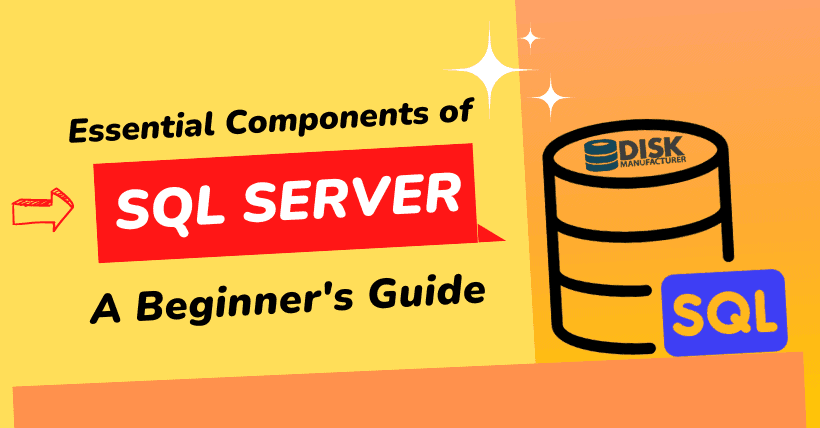 Essential Components of
SQL SERVER
A Beginner's Guide
DISK
MANUFACTURER
SQL